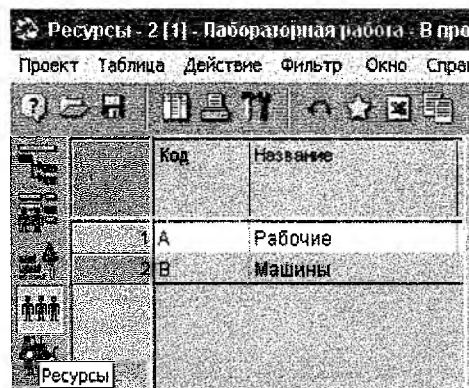 Ресурсы - 2 [1] - Лабораторная работа - В про
Проект Таблица Действие Фильтр Окно Спра
Код Название
1 A Рабочие
2 B Машины
Ресурсы